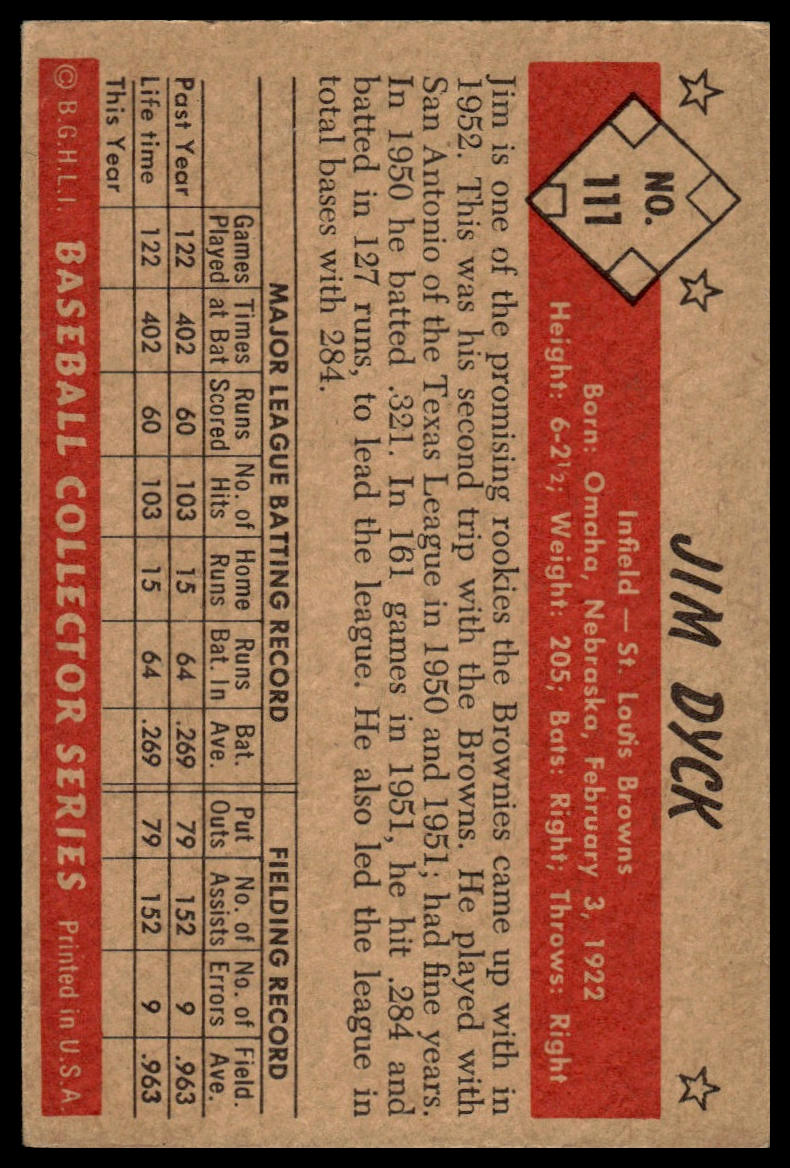 JIM DYCK
NO.
111
Infield — St. Louis Browns
Born: Omaha, Nebraska, February 3, 1922
Height: 6-2½; Weight: 205; Bats: Right; Throws: Right
Jim is one of the promising rookies the Brownies came up with in
1952. This was his second trip with the Browns. He played with
San Antonio of the Texas League in 1950 and 1951; had fine years.
In 1950 he batted .321. In 161 games in 1951, he hit .284 and
batted in 127 runs, to lead the league. He also led the league in
total bases with 284.
MAJOR LEAGUE BATTING RECORD FIELDING RECORD
Games Times Runs No. of Home Runs Bat. Put No. of No. of Field.
Played at Bat Scored Hits Runs Bat. In Ave. Outs Assists Errors Ave.
Past Year 122 402 60 103 15 64 .269 79 152 9 .963
Life time 122 402 60 103 15 64 .269 79 152 9 .963
This Year
© B.G.H.L.I. BASEBALL COLLECTOR SERIES Printed in U.S.A.